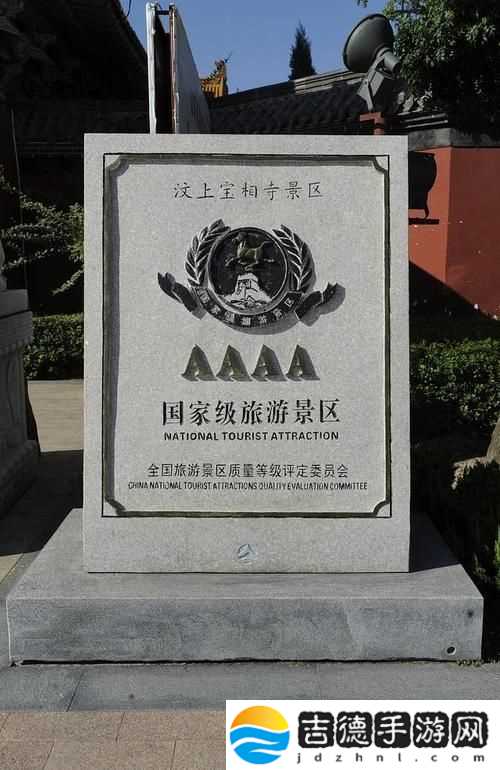 汶上宝相寺景区
AAAA
国家级旅游景区
NATIONAL TOURIST ATTRACTION
全国旅游景区质量等级评定委员会
CHINA NATIONAL TOURIST ATTRACTIONS QUALITY EVALUATION COMMITTEE
吉德手游网
jdzhnl.com